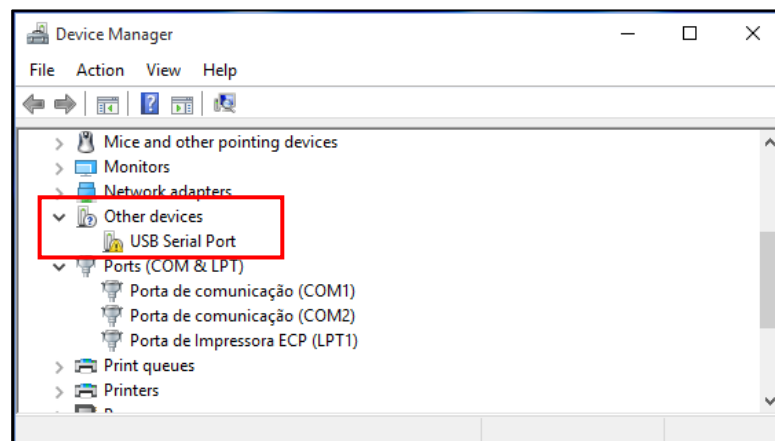 Device Manager
File Action View Help
Mice and other pointing devices
Monitors
Network adapters
Other devices
USB Serial Port
Ports (COM & LPT)
Porta de comunicação (COM1)
Porta de comunicação (COM2)
Porta de Impressora ECP (LPT1)
Print queues
Printers